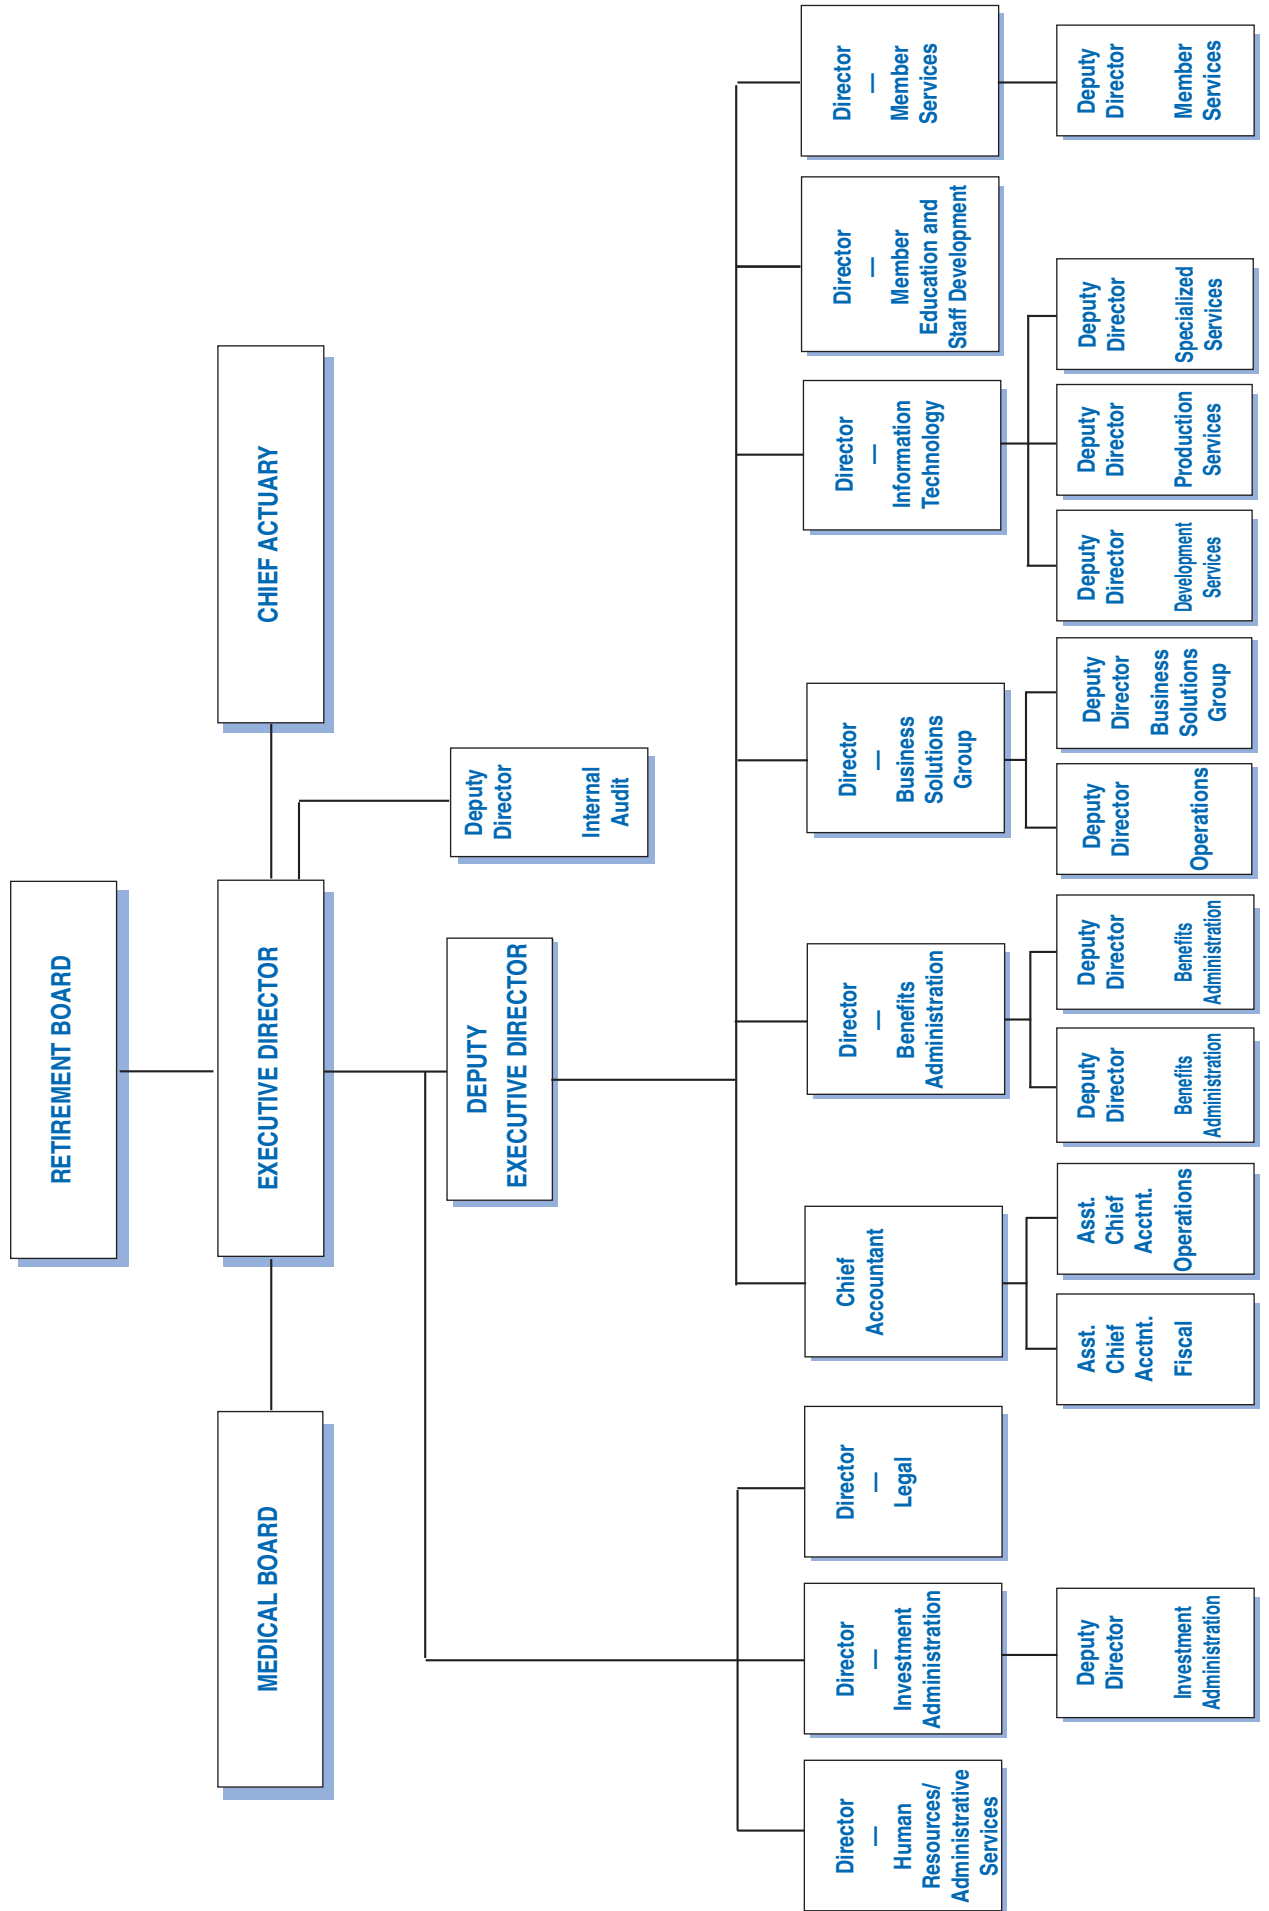 RETIREMENT BOARD
MEDICAL BOARD
EXECUTIVE DIRECTOR
CHIEF ACTUARY
DEPUTY
EXECUTIVE DIRECTOR
Deputy
Director
Internal
Audit
Director
—
Human
Resources/
Administrative
Services
Director
—
Investment
Administration
Director
—
Legal
Chief
Accountant
Director
—
Benefits
Administration
Director
—
Business
Solutions
Group
Director
—
Information
Technology
Director
—
Member
Education and
Staff Development
Director
—
Member
Services
Deputy
Director
Investment
Administration
Asst.
Chief
Acctnt.
Fiscal
Asst.
Chief
Acctnt.
Operations
Deputy
Director
Benefits
Administration
Deputy
Director
Benefits
Administration
Deputy
Director
Operations
Deputy
Director
Business
Solutions
Group
Deputy
Director
Development
Services
Deputy
Director
Production
Services
Deputy
Director
Specialized
Services
Deputy
Director
Member
Services